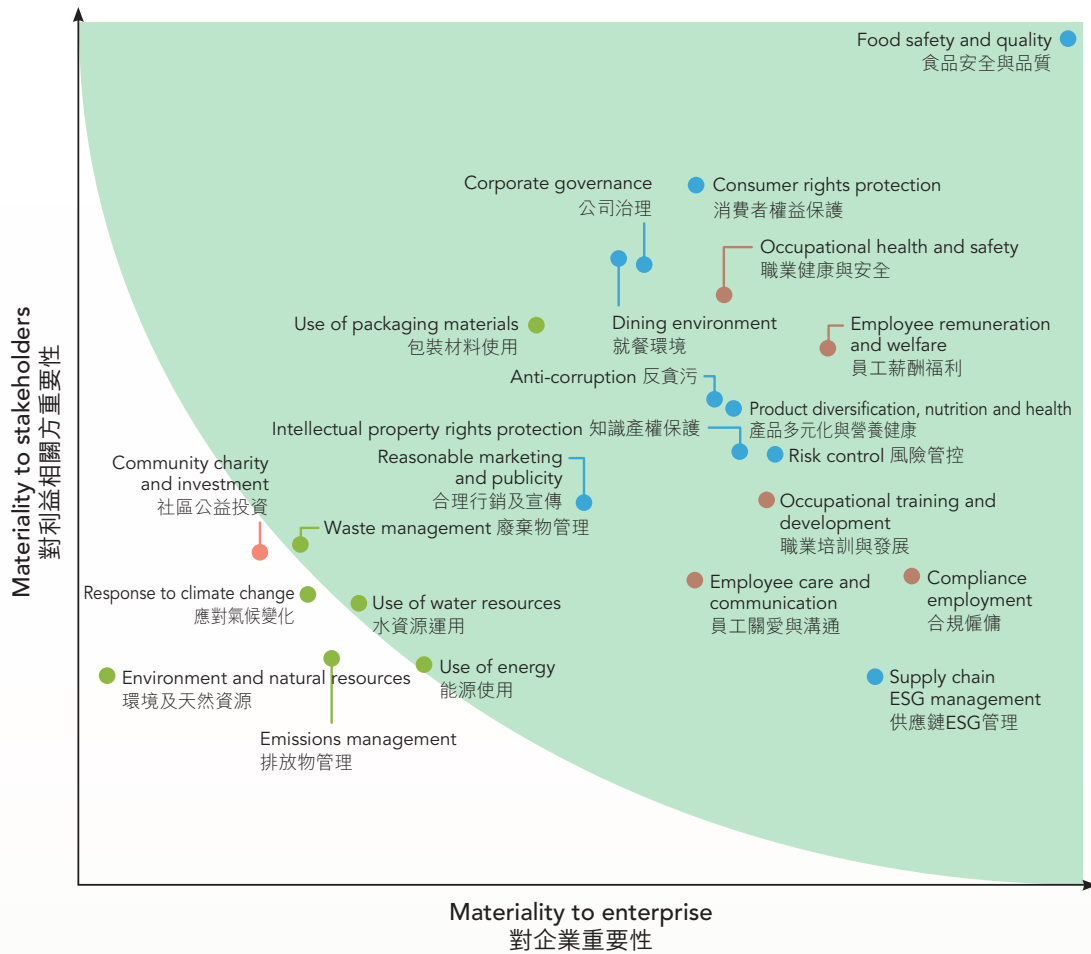 Food safety and quality
食品安全與品質
Corporate governance
公司治理
Consumer rights protection
消費者權益保護
Occupational health and safety
職業健康與安全
Use of packaging materials
包裝材料使用
Dining environment
就餐環境
Employee remuneration
and welfare
員工薪酬福利
Anti-corruption 反貪污
Product diversification, nutrition and health
產品多元化與營養健康
Intellectual property rights protection 知識產權保護
Risk control 風險管控
Reasonable marketing
and publicity
合理行銷及宣傳
Community charity
and investment
社區公益投資
Waste management 廢棄物管理
Occupational training and
development
職業培訓與發展
Response to climate change
應對氣候變化
Use of water resources
水資源運用
Employee care and
communication
員工關愛與溝通
Compliance
employment
合規僱傭
Environment and natural resources
環境及天然資源
Use of energy
能源使用
Supply chain
ESG management
供應鏈ESG管理
Emissions management
排放物管理
Materiality to stakeholders
對利益相關方重要性
Materiality to enterprise
對企業重要性